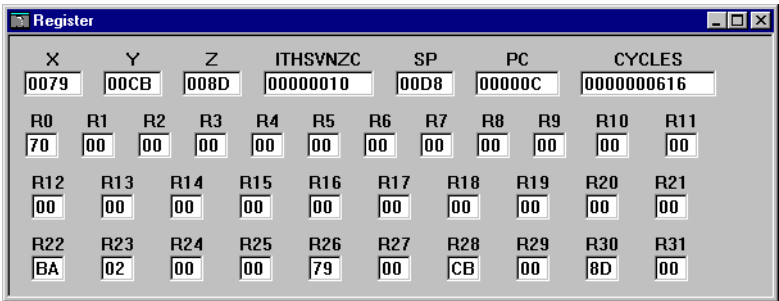 Register
X Y Z ITHSVNZC SP PC CYCLES
0079 00CB 008D 00000010 00D8 00000C 0000000616
R0 R1 R2 R3 R4 R5 R6 R7 R8 R9 R10 R11
70 00 00 00 00 00 00 00 00 00 00 00
R12 R13 R14 R15 R16 R17 R18 R19 R20 R21
00 00 00 00 00 00 00 00 00 00
R22 R23 R24 R25 R26 R27 R28 R29 R30 R31
BA 02 00 00 79 00 CB 00 8D 00